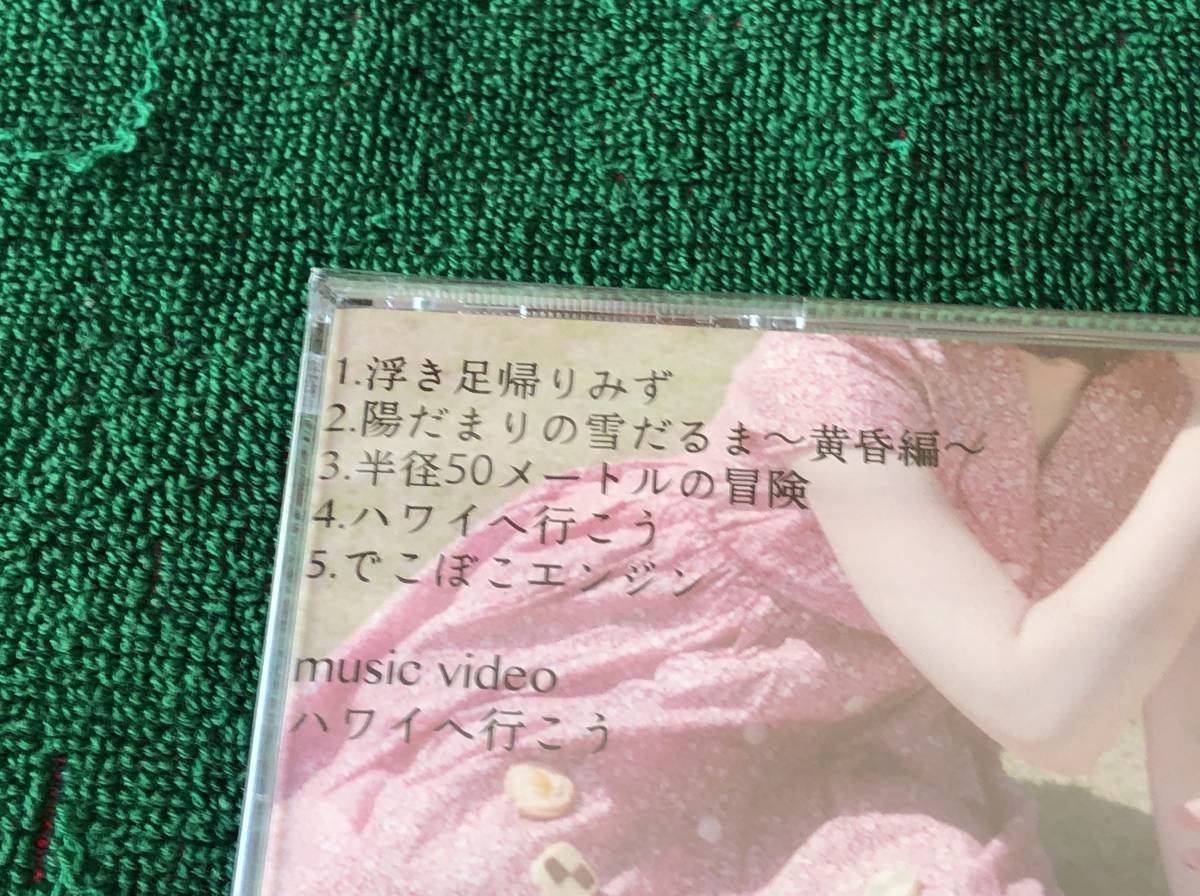 1.浮き足帰りみず
2.陽だまりの雪だるま～黄昏編～
3.半径50メートルの冒険
4.ハワイへ行こう
5.でこぼこエンジン
music video
ハワイへ行こう